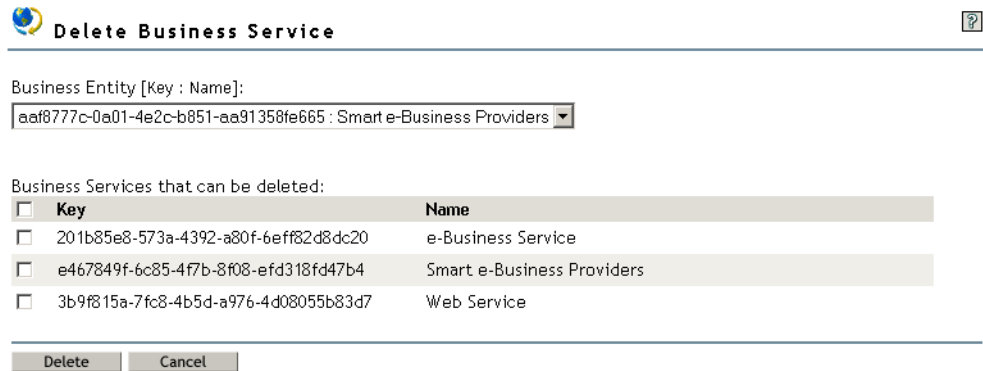 Delete Business Service
?
Business Entity [Key : Name]:
aaf8777c-0a01-4e2c-b851-aa91358fe665 : Smart e-Business Providers
Business Services that can be deleted:
Key Name
201b85e8-573a-4392-a80f-6eff82d8dc20 e-Business Service
e467849f-6c85-4f7b-8f08-efd318fd47b4 Smart e-Business Providers
3b9f815a-7fc8-4b5d-a976-4d08055b83d7 Web Service
Delete Cancel